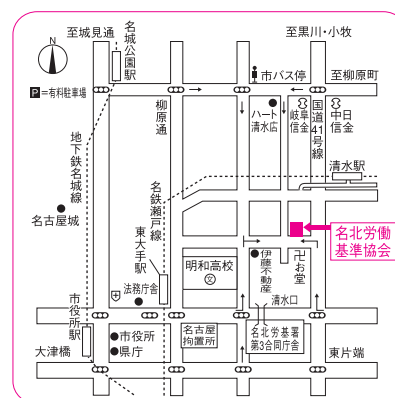 至城見通
至黒川・小牧
N
名城
公園駅
市バス停
至柳原町
P=有料駐車場
柳原通
ハート
清水店
岐阜
信金
国道41号線
中日
信金
地下鉄名城線
清水駅
名古屋城
名鉄瀬戸線
名北労働
基準協会
東大手駅
明和高校
文
伊藤不動産
卍お堂
法務庁舎
清水口
市役所駅
市役所
県庁
名古屋
拘置所
名北労基署
第3合同庁舎
大津橋
東片端